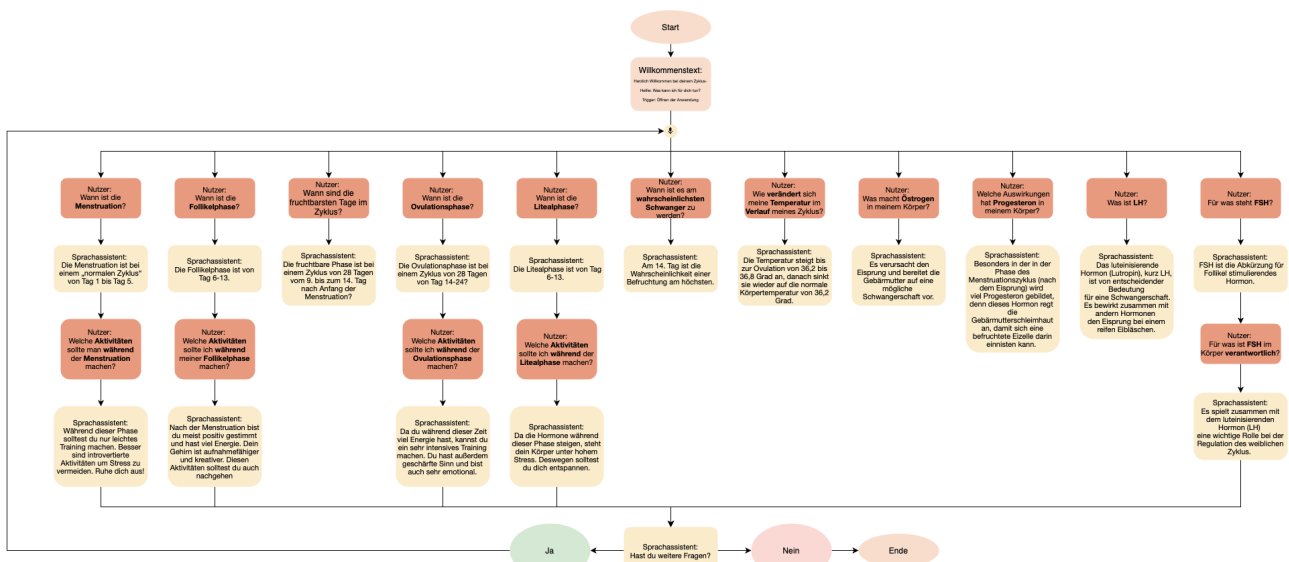 Start
Willkommenstext:
Herzlich Willkommen bei deinem Zyklus-
Helfer. Was kann ich für dich tun?
Trigger: Öffnen der Anwendung
Nutzer:
Wann ist die
Menstruation?
Nutzer:
Wann ist die
Follikelphase?
Nutzer:
Wann sind die
fruchtbarsten Tage im
Zyklus?
Nutzer:
Wann ist die
Ovulationsphase?
Nutzer:
Wann ist die
Litealphase?
Nutzer:
Wann ist es am
wahrscheinlichsten
Schwanger zu
werden?
Nutzer:
Wie verändert sich
meine Temperatur im
Verlauf meines Zyklus?
Nutzer:
Was macht Östrogen
in meinem Körper?
Nutzer:
Welche Auswirkungen
hat Progesteron in
meinem Körper?
Nutzer:
Was ist LH?
Nutzer:
Für was steht FSH?
Sprachassistent:
Die Menstruation ist bei
einem „normalen Zyklus“
von Tag 1 bis Tag 5.
Sprachassistent:
Die Follikelphase ist von
Tag 6-13.
Sprachassistent:
Die fruchtbare Phase ist bei
einem Zyklus von 28 Tagen
vom 9. bis zum 14. Tag
nach Anfang der
Menstruation?
Sprachassistent:
Die Ovulationsphase ist bei
einem Zyklus von 28 Tagen
von Tag 14-24?
Sprachassistent:
Die Litealphase ist von Tag
6-13.
Sprachassistent:
Am 14. Tag ist die
Wahrscheinlichkeit einer
Befruchtung am höchsten.
Sprachassistent:
Die Temperatur steigt bis
zur Ovulation von 36,2 bis
36,8 Grad an, danach sinkt
sie wieder auf die normale
Körpertemperatur von 36,2
Grad.
Sprachassistent:
Es verursacht den
Eisprung und bereitet die
Gebärmutter auf eine
mögliche
Schwangerschaft vor.
Sprachassistent:
Besonders in der in der
Phase des
Menstruationszyklus (nach
dem Eisprung) wird
viel Progesteron gebildet,
denn dieses Hormon regt
die
Gebärmutterschleimhaut
an, damit sich eine
befruchtete Eizelle darin
einnisten kann.
Sprachassistent:
Das luteinisierende
Hormon (Lutropin), kurz LH,
ist von entscheidender
Bedeutung
für eine Schwangerschaft.
Es bewirkt zusammen mit
andern Hormonen
den Eisprung bei einem
reifen Eibläschen.
Sprachassistent:
FSH ist die Abkürzung für
Follikel stimulierendes
Hormon.
Nutzer:
Welche Aktivitäten
sollte man während
der Menstruation
machen?
Nutzer:
Welche Aktivitäten
sollte ich während
meiner Follikelphase
machen?
Nutzer:
Welche Aktivitäten
sollte ich während der
Ovulationsphase
machen?
Nutzer:
Welche Aktivitäten
sollte ich während der
Litealphase machen?
Nutzer:
Für was ist FSH im
Körper verantwortlich?
Sprachassistent:
Während dieser Phase
solltest du nur leichtes
Training machen. Besser
sind introvertierte
Aktivitäten um Stress zu
vermeiden. Ruhe dich aus!
Sprachassistent:
Nach der Menstruation bist
du meist positiv gestimmt
und hast viel Energie. Dein
Gehirn ist aufnahmefähiger
und kreativer. Diesen
Aktivitäten solltest du auch
nachgehen
Sprachassistent:
Da du während dieser Zeit
viel Energie hast, kannst du
ein sehr intensives Training
machen. Du hast außerdem
geschärfte Sinn und bist
auch sehr emotional.
Sprachassistent:
Da die Hormone während
dieser Phase steigen, steht
dein Körper unter hohem
Stress. Deswegen solltest
du dich entspannen.
Sprachassistent:
Es spielt zusammen mit
dem luteinisierenden
Hormon (LH)
eine wichtige Rolle bei der
Regulation des weiblichen
Zyklus.
Ja
Sprachassistent:
Hast du weitere Fragen?
Nein
Ende